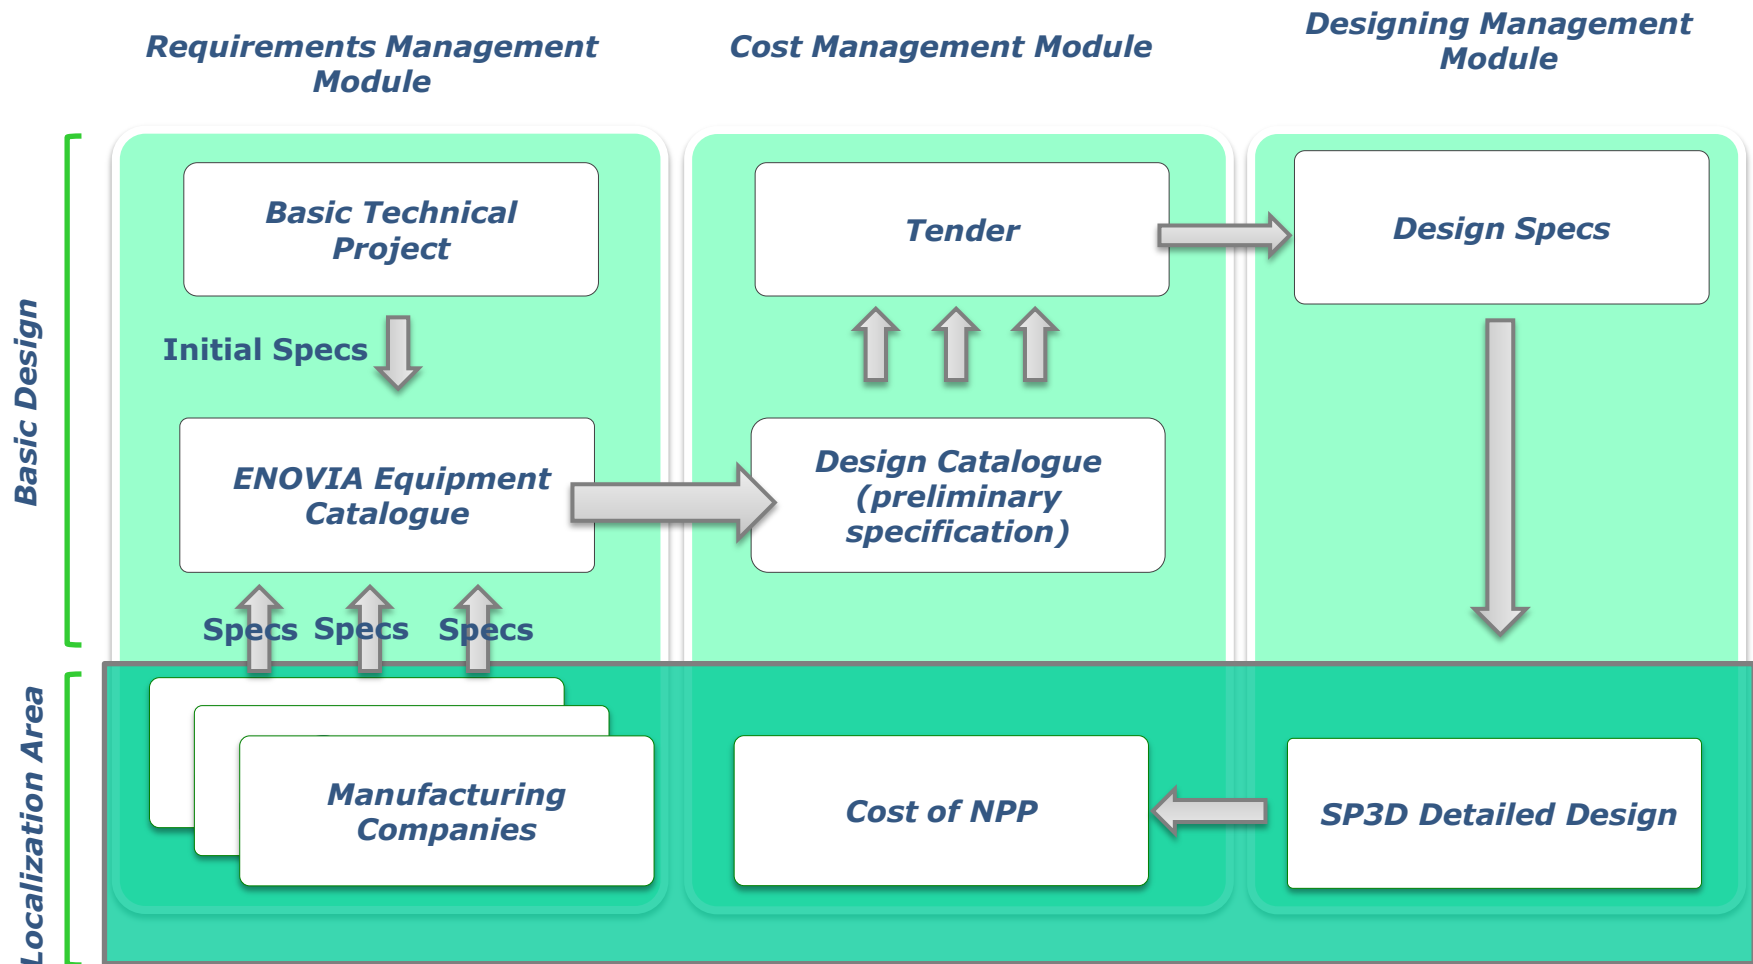 Requirements Management
Module
Cost Management Module
Designing Management
Module
Basic Design
Basic Technical
Project
Tender
Design Specs
Initial Specs
ENOVIA Equipment
Catalogue
Design Catalogue
(preliminary
specification)
Specs Specs Specs
Localization Area
Manufacturing
Companies
Cost of NPP
SP3D Detailed Design